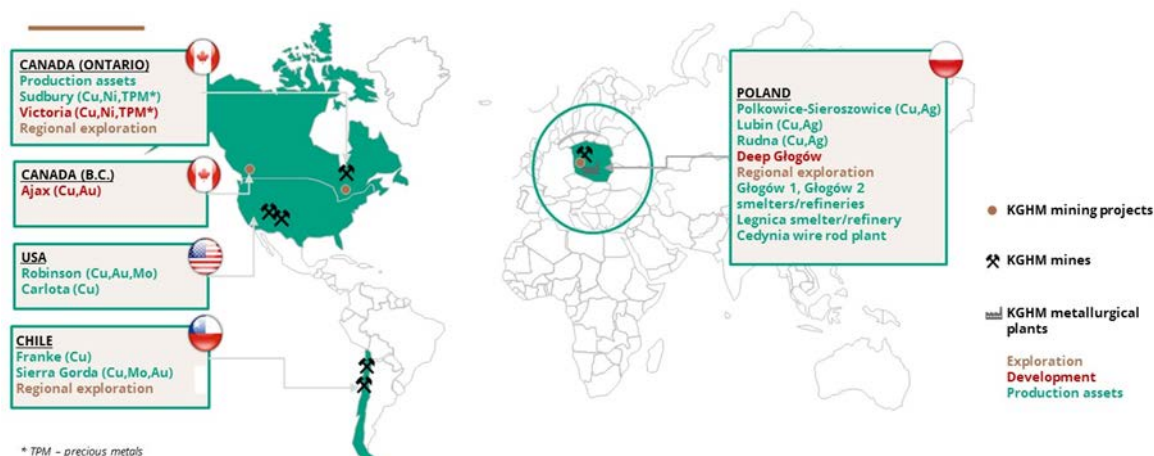 CANADA (ONTARIO)
Production assets
Sudbury (Cu,Ni,TPM*)
Victoria (Cu,Ni,TPM*)
Regional exploration
CANADA (B.C.)
Ajax (Cu,Au)
USA
Robinson (Cu,Au,Mo)
Carlota (Cu)
CHILE
Franke (Cu)
Sierra Gorda (Cu,Mo,Au)
Regional exploration
* TPM – precious metals
POLAND
Polkowice-Sieroszowice (Cu,Ag)
Lubin (Cu,Ag)
Rudna (Cu,Ag)
Deep Głogów
Regional exploration
Głogów 1, Głogów 2
smelters/refineries
Legnica smelter/refinery
Cedynia wire rod plant
KGHM mining projects
KGHM mines
KGHM metallurgical
plants
Exploration
Development
Production assets